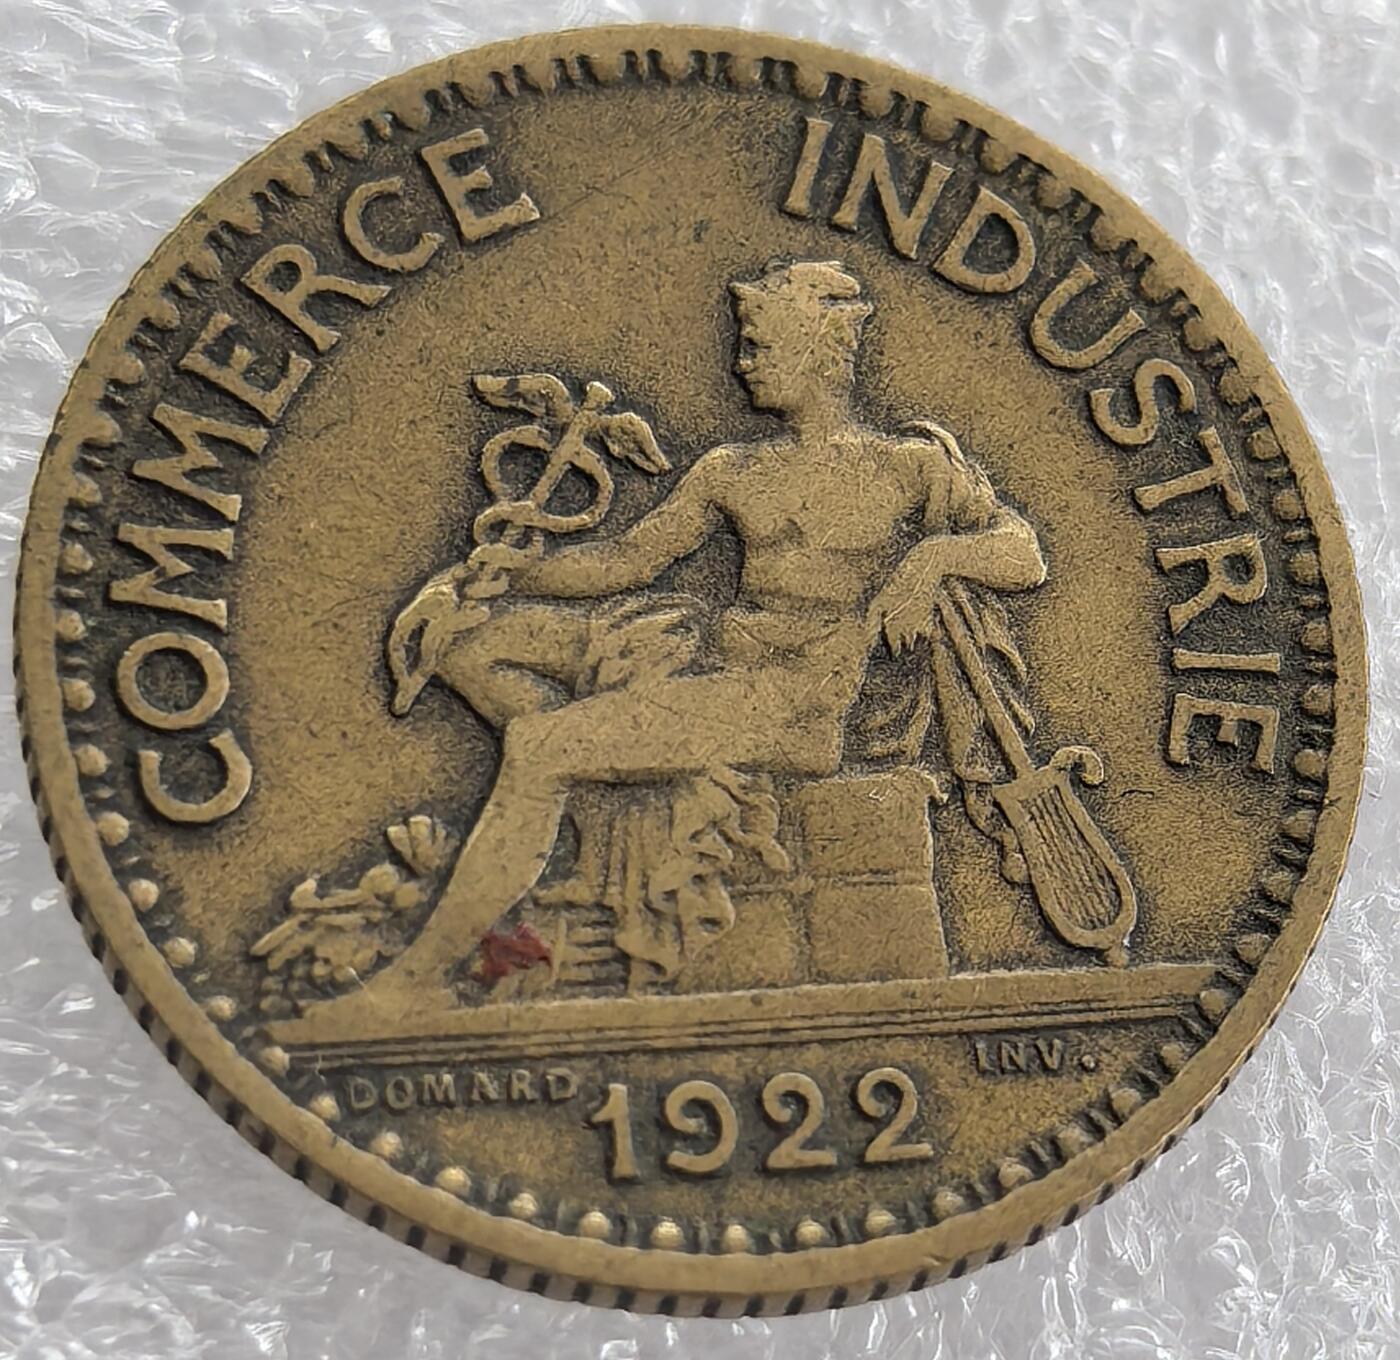 COMMERCE INDUSTRIE
DOMARD INV.
1922